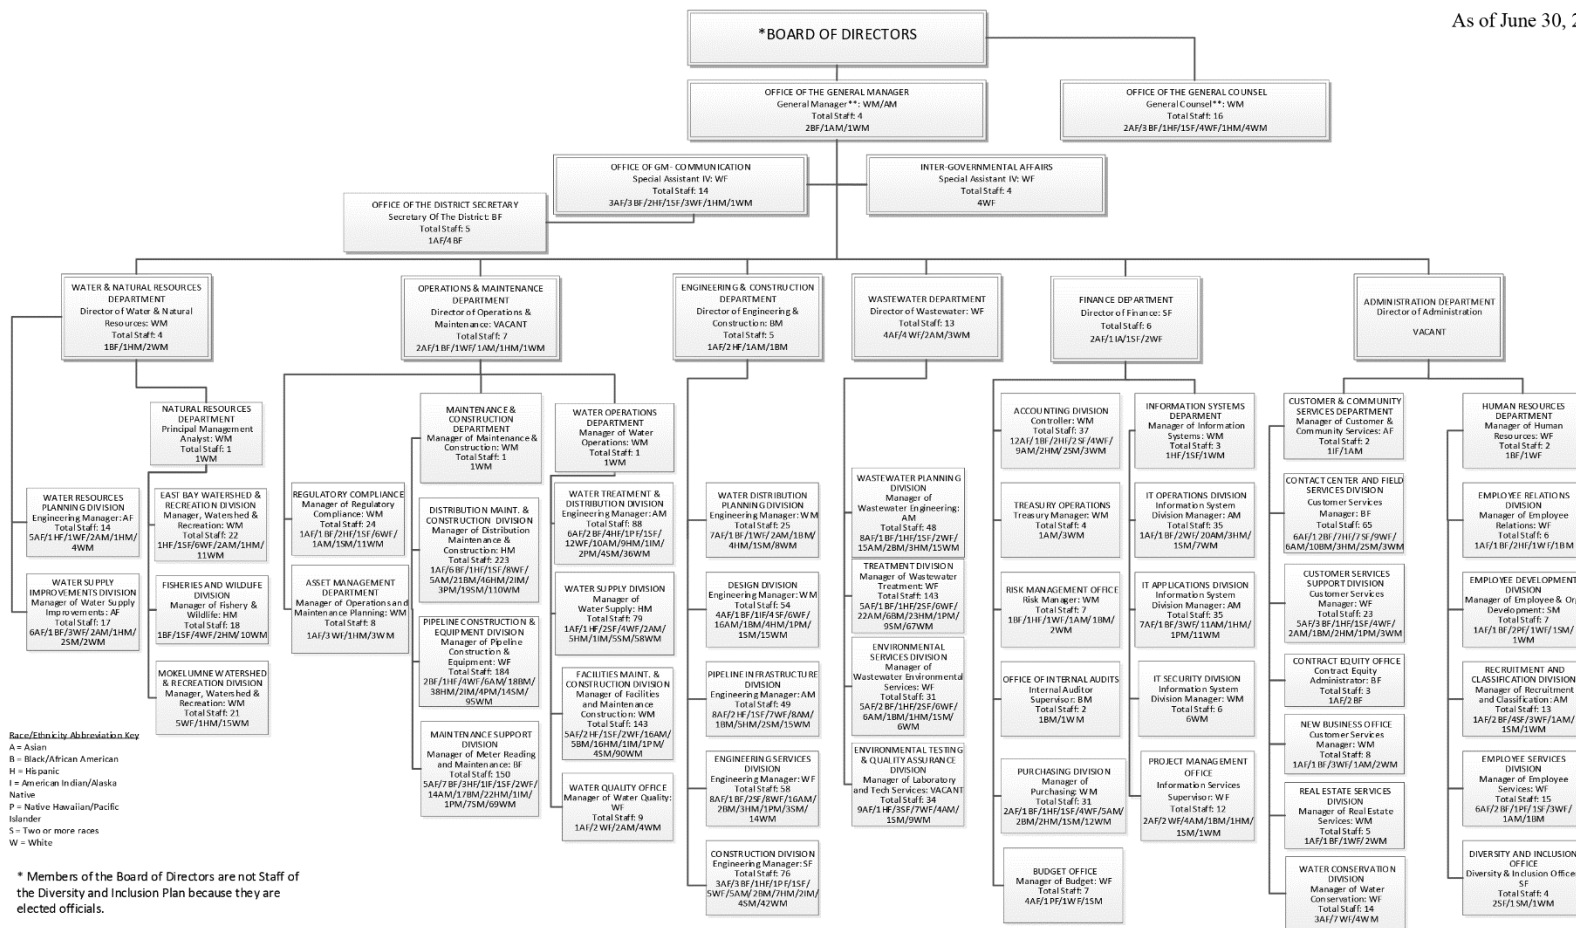 As of June 30, 2
*BOARD OF DIRECTORS
OFFICE OF THE GENERAL MANAGER
General Manager**: WM/AM
Total Staff: 4
2BF/1AM/1WM
OFFICE OF THE GENERAL COUNSEL
General Counsel**: WM
Total Staff: 16
2AF/3BF/1HF/1SF/4WF/1HM/4WM
OFFICE OF GM- COMMUNICATION
Special Assistant IV: WF
Total Staff: 14
3AF/3BF/2HF/1SF/3WF/1HM/1WM
INTER-GOVERNMENTAL AFFAIRS
Special Assistant IV: WF
Total Staff: 4
4WF
OFFICE OF THE DISTRICT SECRETARY
Secretary Of The District: BF
Total Staff: 5
1AF/4BF
WATER & NATURAL RESOURCES
DEPARTMENT
Director of Water & Natural
Resources: WM
Total Staff: 4
1BF/1HM/2WM
OPERATIONS & MAINTENANCE
DEPARTMENT
Director of Operations &
Maintenance: VACANT
Total Staff: 7
2AF/1BF/1WF/1AM/1HM/1WM
ENGINEERING & CONSTRUCTION
DEPARTMENT
Director of Engineering &
Construction: BM
Total Staff: 5
1AF/2HF/1AM/1BM
WASTEWATER DEPARTMENT
Director of Wastewater: WF
Total Staff: 13
4AF/4WF/2AM/3WM
FINANCE DEPARTMENT
Director of Finance: SF
Total Staff: 6
2AF/1IA/1SF/2WF
ADMINISTRATION DEPARTMENT
Director of Administration
VACANT
NATURAL RESOURCES
DEPARTMENT
Principal Management
Analyst: WM
Total Staff: 1
1WM
WATER RESOURCES
PLANNING DIVISION
Engineering Manager: AF
Total Staff: 14
5AF/1HF/1WF/2AM/1HM/
4WM
WATER SUPPLY
IMPROVEMENTS DIVISION
Manager of Water Supply
Improvements: AF
Total Staff: 17
6AF/1BF/3WF/2AM/1HM/
2SM/2WM
EAST BAY WATERSHED &
RECREATION DIVISION
Manager, Watershed &
Recreation: WM
Total Staff: 22
1HF/1SF/6WF/2AM/1HM/
11WM
FISHERIES AND WILDLIFE
DIVISION
Manager of Fishery &
Wildlife: HM
Total Staff: 18
1BF/1SF/4WF/2HF/10WM
MOKELUMNE WATERSHED
& RECREATION DIVISION
Manager, Watershed &
Recreation: WM
Total Staff: 21
5WF/1HM/15WM
REGULATORY COMPLIANCE
Manager of Regulatory
Compliance: WM
Total Staff: 24
1AF/1BF/2HF/1SF/6WF/
1AM/1SM/11WM
ASSET MANAGEMENT
DEPARTMENT
Manager of Operations and
Maintenance Planning: WM
Total Staff: 8
1AF/3WF/1HM/3WM
MAINTENANCE &
CONSTRUCTION
DEPARTMENT
Manager of Maintenance &
Construction: WM
Total Staff: 1
1WM
DISTRIBUTION MAINT. &
CONSTRUCTION DIVISION
Manager of Distribution
Maintenance &
Construction: HM
Total Staff: 223
1AF/6BF/1HF/1SF/8WF/
5AM/21BM/46HM/2IM/
3PM/19SM/110WM
PIPELINE CONSTRUCTION &
EQUIPMENT DIVISION
Manager of Pipeline
Construction &
Equipment: WF
Total Staff: 184
2BF/1HF/4WF/6AM/18BM/
38HM/2IM/4PM/14SM/
95WM
MAINTENANCE SUPPORT
DIVISION
Manager of Meter Reading
and Maintenance: BF
Total Staff: 150
5AF/7BF/3HF/1IF/1SF/2WF/
14AM/17BM/22HM/1IM/
1PM/7SM/69WM
WATER OPERATIONS
DEPARTMENT
Manager of Water
Operations: WM
Total Staff: 1
1WM
WATER TREATMENT &
DISTRIBUTION DIVISION
Engineering Manager: AM
Total Staff: 88
6AF/2BF/4HF/1PF/1SF/
12WF/10AM/9HM/1IM/
2PM/4SM/36WM
WATER SUPPLY DIVISION
Manager of
Water Supply: HM
Total Staff: 79
1AF/1HF/2SF/4WF/2AM/
5HM/1IM/5SM/58WM
FACILITIES MAINT. &
CONSTRUCTION DIVISION
Manager of Facilities
and Maintenance
Construction: WM
Total Staff: 143
5AF/2HF/1SF/2WF/16AM/
5BM/16HM/1IM/1PM/
4SM/90WM
WATER QUALITY OFFICE
Manager of Water Quality:
WF
Total Staff: 9
1AF/2WF/2AM/4WM
WATER DISTRIBUTION
PLANNING DIVISION
Engineering Manager: WM
Total Staff: 25
7AF/1BF/1WF/2AM/1BM/
4HM/1SM/8WM
DESIGN DIVISION
Engineering Manager: WM
Total Staff: 54
4AF/1BF/1IF/4SF/6WF/
16AM/1BM/4HM/1PM/
1SM/15WM
PIPELINE INFRASTRUCTURE
DIVISION
Engineering Manager: AM
Total Staff: 49
8AF/2HF/1SF/7WF/8AM/
1BM/5HM/2SM/15WM
ENGINEERING SERVICES
DIVISION
Engineering Manager: WF
Total Staff: 58
8AF/1BF/2SF/8WF/16AM/
2BM/3HM/1PM/3SM/
14WM
CONSTRUCTION DIVISION
Engineering Manager: SF
Total Staff: 76
3AF/3BF/1HF/1PF/1SF/
5WF/5AM/2BM/7HM/2IM/
4SM/42WM
WASTEWATER PLANNING
DIVISION
Manager of
Wastewater Engineering:
AM
Total Staff: 48
8AF/1BF/1HF/1SF/2WF/
15AM/2BM/3HM/15WM
TREATMENT DIVISION
Manager of Wastewater
Treatment: WF
Total Staff: 143
5AF/1BF/1HF/2SF/6WF/
22AM/6BM/23HM/1PM/
9SM/67WM
ENVIRONMENTAL
SERVICES DIVISION
Manager of
Wastewater Environmental
Services: WF
Total Staff: 31
5AF/2BF/1HF/2SF/6WF/
6AM/1BM/1HM/1SM/
6WM
ENVIRONMENTAL TESTING
& QUALITY ASSURANCE
DIVISION
Manager of Laboratory
and Tech Services: VACANT
Total Staff: 34
9AF/1HF/3SF/7WF/4AM/
1SM/9WM
ACCOUNTING DIVISION
Controller: WM
Total Staff: 37
12AF/1BF/2HF/2SF/4WF/
9AM/2HM/2SM/3WM
TREASURY OPERATIONS
Treasury Manager: WM
Total Staff: 4
1AM/3WM
RISK MANAGEMENT OFFICE
Risk Manager: WM
Total Staff: 7
1BF/1HF/1WF/1AM/1BM/
2WM
OFFICE OF INTERNAL AUDITS
Internal Auditor
Supervisor: BM
Total Staff: 2
1BM/1WM
PURCHASING DIVISION
Manager of
Purchasing: WM
Total Staff: 31
2AF/1BF/1HF/1SF/4WF/5AM/
2BM/2HM/1SM/12WM
BUDGET OFFICE
Manager of Budget: WF
Total Staff: 7
4AF/1PF/1WF/1SM
INFORMATION SYSTEMS
DEPARTMENT
Manager of Information
Systems: WM
Total Staff: 3
1HF/1SF/1WM
IT OPERATIONS DIVISION
Information System
Division Manager: AM
Total Staff: 35
1AF/1BF/2WF/20AM/3HM/
1SM/7WM
IT APPLICATIONS DIVISION
Information System
Division Manager: AM
Total Staff: 35
7AF/1BF/3WF/11AM/1HM/
1PM/11WM
IT SECURITY DIVISION
Information System
Division Manager: WM
Total Staff: 6
6WM
PROJECT MANAGEMENT
OFFICE
Information Services
Supervisor: WF
Total Staff: 12
2AF/2WF/4AM/1BM/1HM/
1SM/1WM
CUSTOMER & COMMUNITY
SERVICES DEPARTMENT
Manager of Customer &
Community Services: AF
Total Staff: 2
1IF/1AM
CONTACT CENTER AND FIELD
SERVICES DIVISION
Customer Services
Manager: BF
Total Staff: 65
6AF/12BF/7HF/7SF/9WF/
6AM/10BM/3HM/2SM/3WM
CUSTOMER SERVICES
SUPPORT DIVISION
Customer Services
Manager: WF
Total Staff: 23
5AF/3BF/1HF/1SF/4WF/
2AM/1BM/2HM/1PM/3WM
CONTRACT EQUITY OFFICE
Contract Equity
Administrator: BF
Total Staff: 3
1AF/2BF
NEW BUSINESS OFFICE
Customer Services
Manager: WM
Total Staff: 8
1AF/1BF/3WF/1AM/2WM
REAL ESTATE SERVICES
DIVISION
Manager of Real Estate
Services: WM
Total Staff: 5
1AF/1BF/1WF/2WM
WATER CONSERVATION
DIVISION
Manager of Water
Conservation: WF
Total Staff: 14
3AF/7WF/4WM
HUMAN RESOURCES
DEPARTMENT
Manager of Human
Resources: WF
Total Staff: 2
1BF/1WF
EMPLOYEE RELATIONS
DIVISION
Manager of Employee
Relations: WF
Total Staff: 6
1AF/1BF/2HF/1WF/1BM
EMPLOYEE DEVELOPMENT
DIVISION
Manager of Employee & Org
Development: SM
Total Staff: 7
1AF/1BF/2PF/1WF/1SM/
1WM
RECRUITMENT AND
CLASSIFICATION DIVISION
Manager of Recruitment
and Classification: AM
Total Staff: 13
1AF/2BF/4SF/3WF/1AM/
1SM/1WM
EMPLOYEE SERVICES
DIVISION
Manager of Employee
Services: WF
Total Staff: 15
6AF/2BF/1PF/1SF/3WF/
1AM/1BM
DIVERSITY AND INCLUSION
OFFICE
Diversity & Inclusion Officer
SF
Total Staff: 4
2SF/1SM/1WM
Race/Ethnicity Abbreviation Key
A = Asian
B = Black/African American
H = Hispanic
I = American Indian/Alaska
Native
P = Native Hawaiian/Pacific
Islander
S = Two or more races
W = White
* Members of the Board of Directors are not Staff of
the Diversity and Inclusion Plan because they are
elected officials.